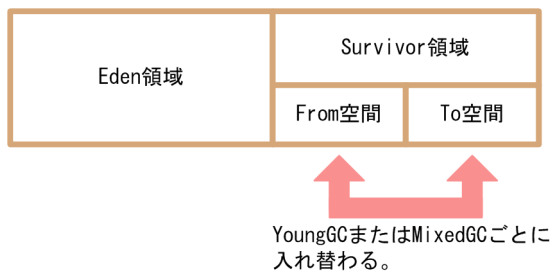 Eden領域
Survivor領域
From空間
To空間
YoungGCまたはMixedGCごとに
入れ替わる。